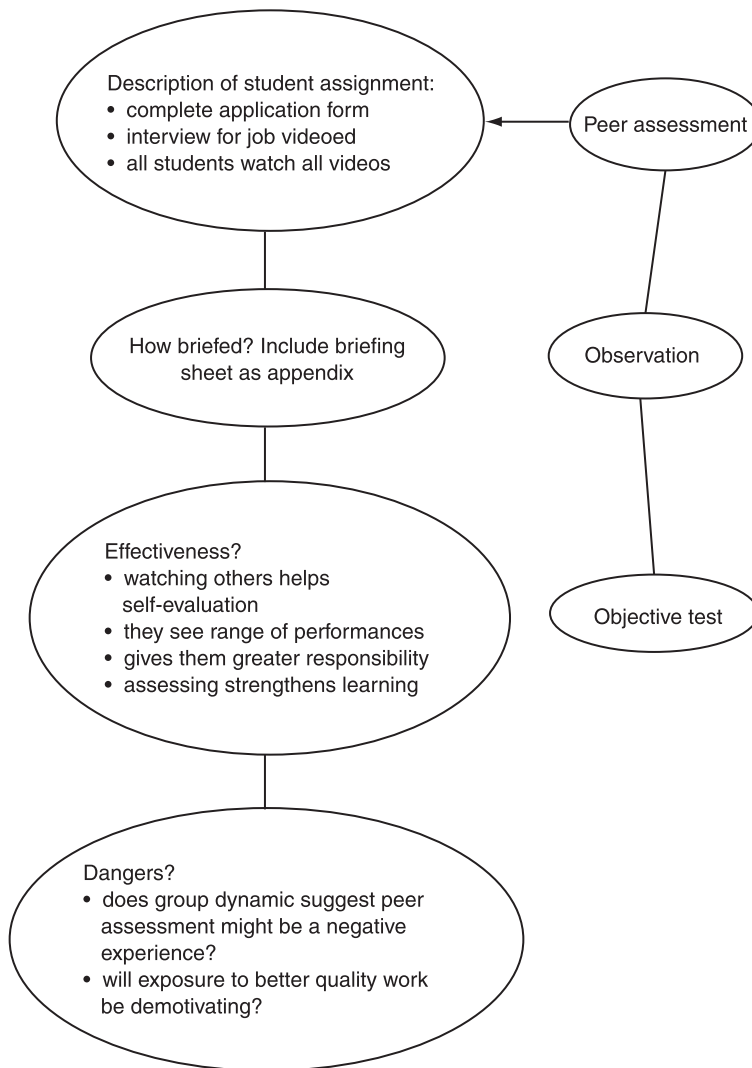 Description of student assignment:
• complete application form
• interview for job videoed
• all students watch all videos
Peer assessment
How briefed? Include briefing
sheet as appendix
Observation
Effectiveness?
• watching others helps
self-evaluation
• they see range of performances
• gives them greater responsibility
• assessing strengthens learning
Objective test
Dangers?
• does group dynamic suggest peer
assessment might be a negative
experience?
• will exposure to better quality work
be demotivating?